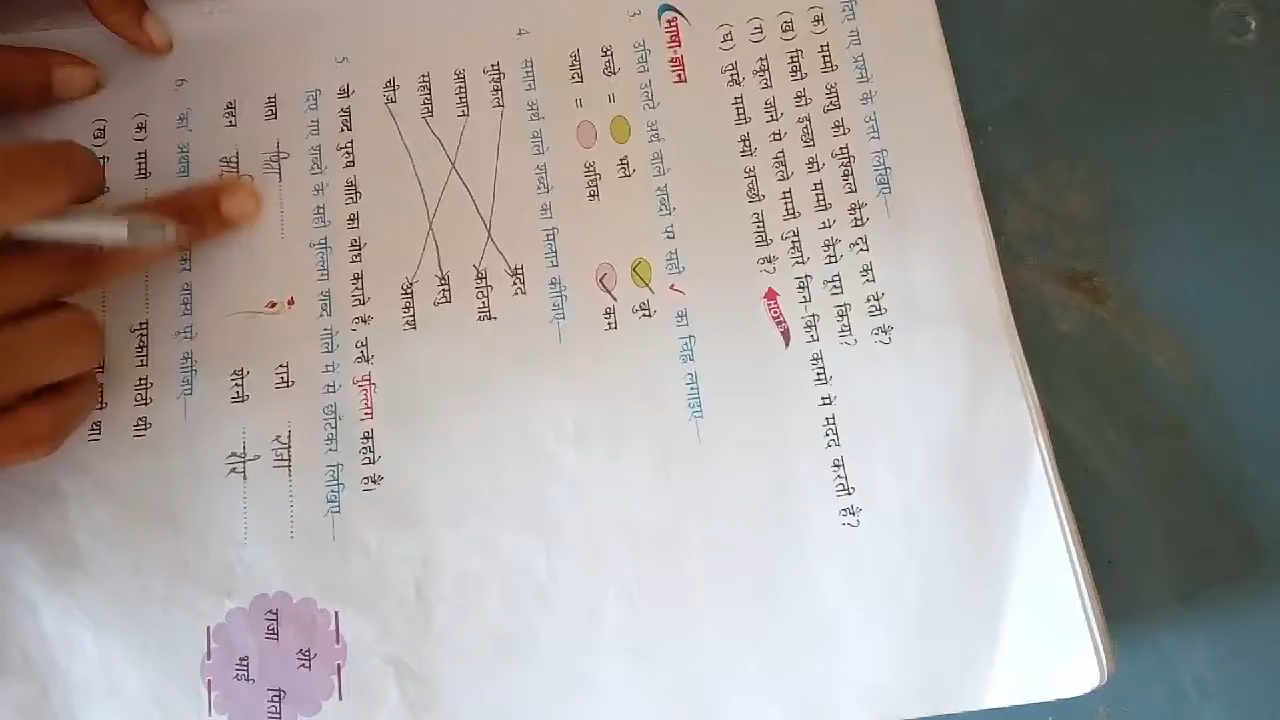 दिए गए प्रश्नों के उत्तर लिखिए—
(क) मम्मी आशु की मुश्किल कैसे दूर कर देती हैं?
(ख) मिंकी की इच्छा को मम्मी ने कैसे पूरा किया?
(ग) स्कूल जाने से पहले मम्मी तुम्हारे किन-किन कामों में मदद करती हैं?
(घ) तुम्हें मम्मी क्यों अच्छी लगती हैं? HOTS
भाषा-ज्ञान
3. उचित उलटे अर्थ वाले शब्दों पर सही ✓ का चिह्न लगाइए—
अच्छे = भले ✓ बुरे
ज़्यादा = अधिक ✓ कम
4. समान अर्थ वाले शब्दों का मिलान कीजिए—
मुश्किल मदद
आसमान कठिनाई
सहायता वस्तु
चीज़ आकाश
5. जो शब्द पुरुष जाति का बोध कराते हैं, उन्हें पुल्लिंग कहते हैं।
दिए गए शब्दों के सही पुल्लिंग शब्द गोले में से छाँटकर लिखिए—
माता पिता रानी राजा
बहन शेरनी शेर
शेर
राजा पिता
भाई
6. 'का' अथवा वाक्य पूरे कीजिए—
(क) मम्मी मुस्कान मीठी थी।
(ख) था।